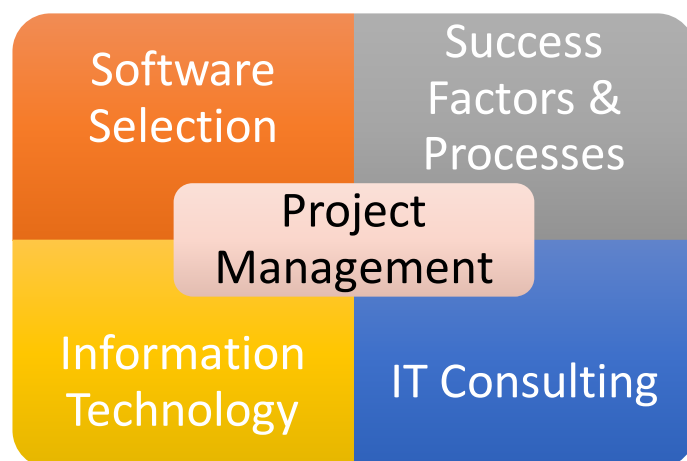 Software
Selection
Success
Factors &
Processes
Project
Management
Information
Technology
IT Consulting